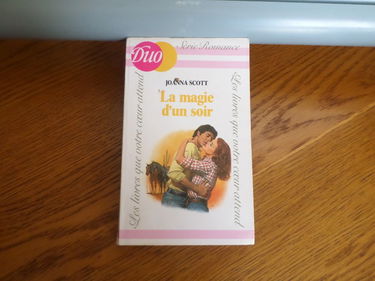 Duo
Série Romance
JOANNA SCOTT
La magie
d'un soir
Les livres que votre cœur attend
Les livres que votre cœur attend